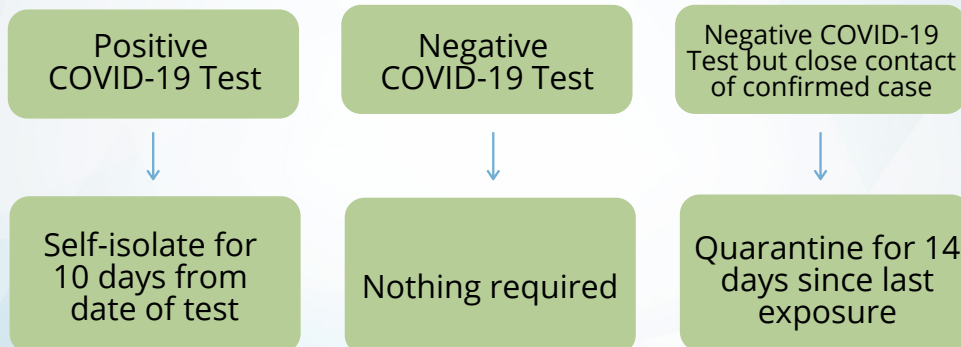 Positive
COVID-19 Test
Negative
COVID-19 Test
Negative COVID-19
Test but close contact
of confirmed case
Self-isolate for
10 days from
date of test
Nothing required
Quarantine for 14
days since last
exposure